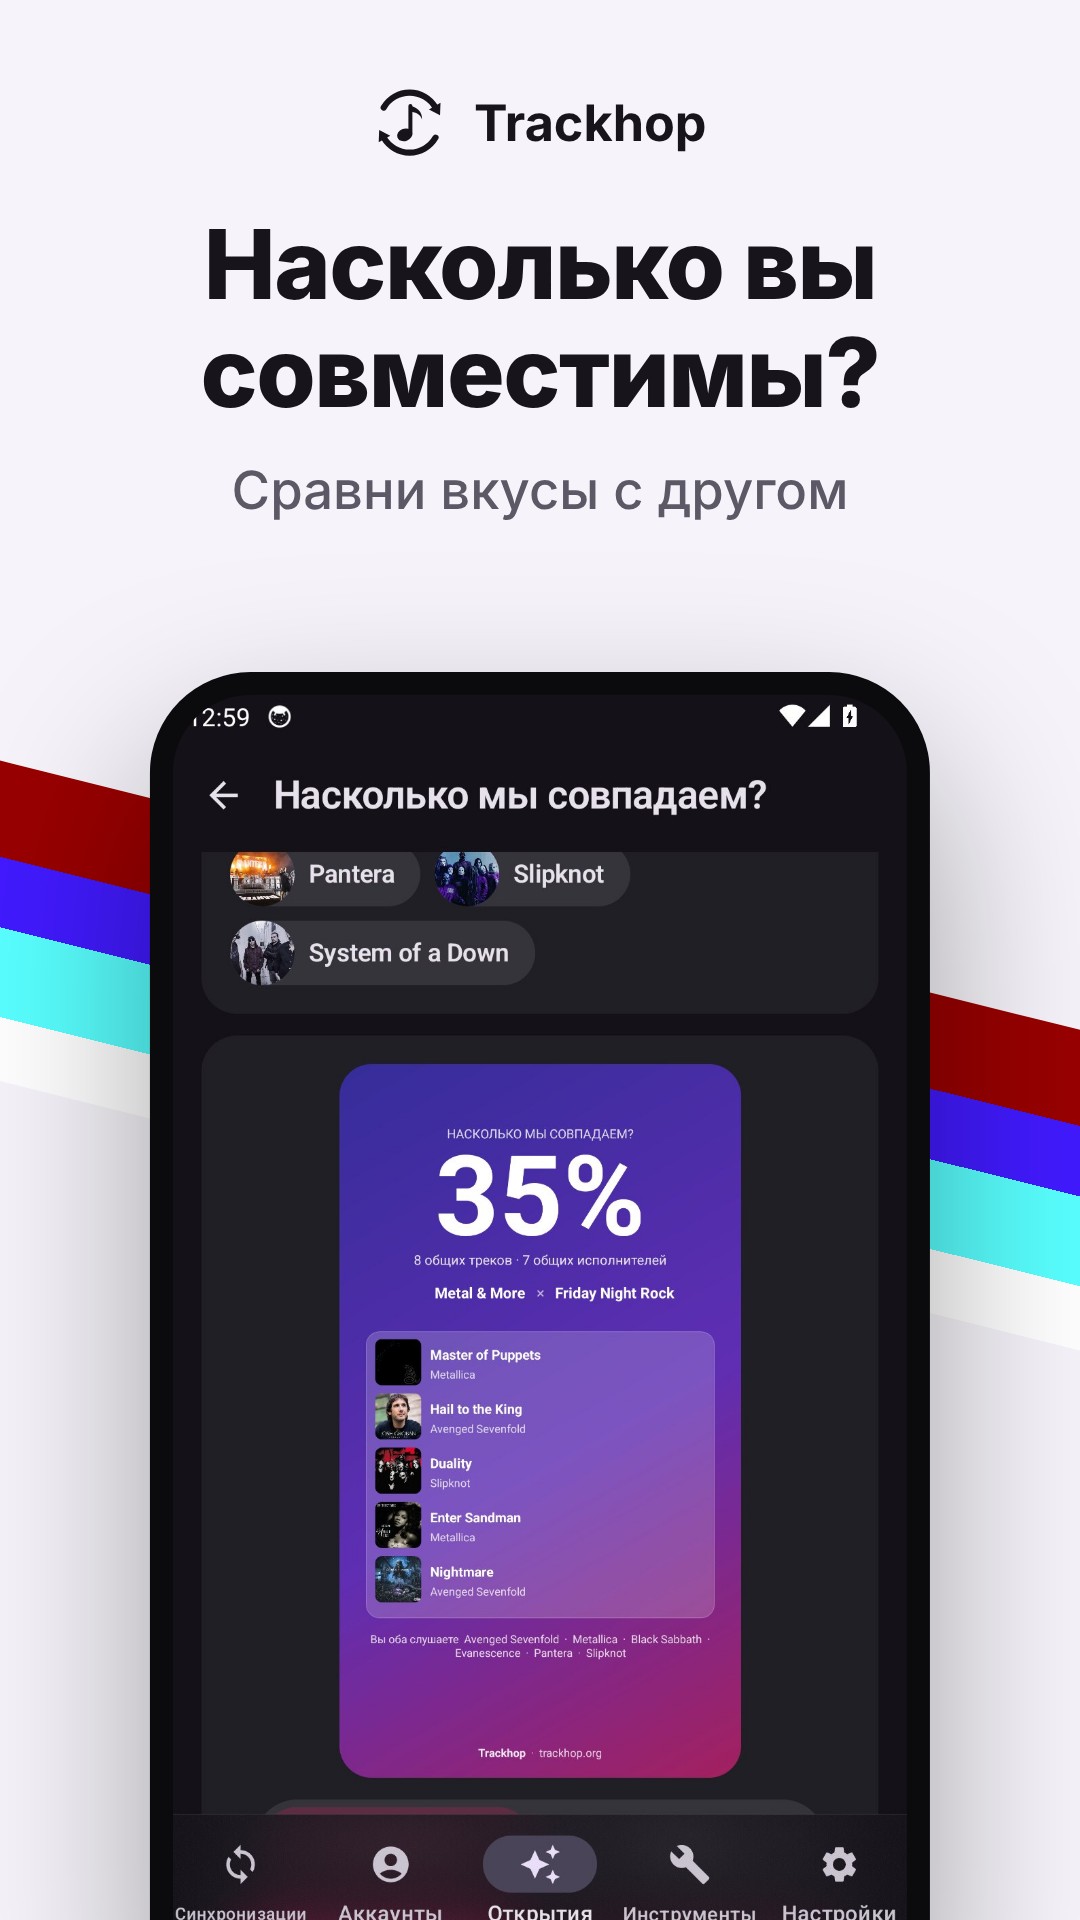 Trackhop
Насколько вы
совместимы?
Сравни вкусы с другом
12:59
Насколько мы совпадаем?
Pantera
Slipknot
System of a Down
НАСКОЛЬКО МЫ СОВПАДАЕМ?
35%
8 общих треков · 7 общих исполнителей
Metal & More × Friday Night Rock
Master of Puppets
Metallica
Hail to the King
Avenged Sevenfold
Duality
Slipknot
Enter Sandman
Metallica
Nightmare
Avenged Sevenfold
Вы оба слушаете Avenged Sevenfold · Metallica · Black Sabbath ·
Evanescence · Pantera · Slipknot
Trackhop · trackhop.org
Синхронизации Аккаунты Открытия Инструменты Настройки